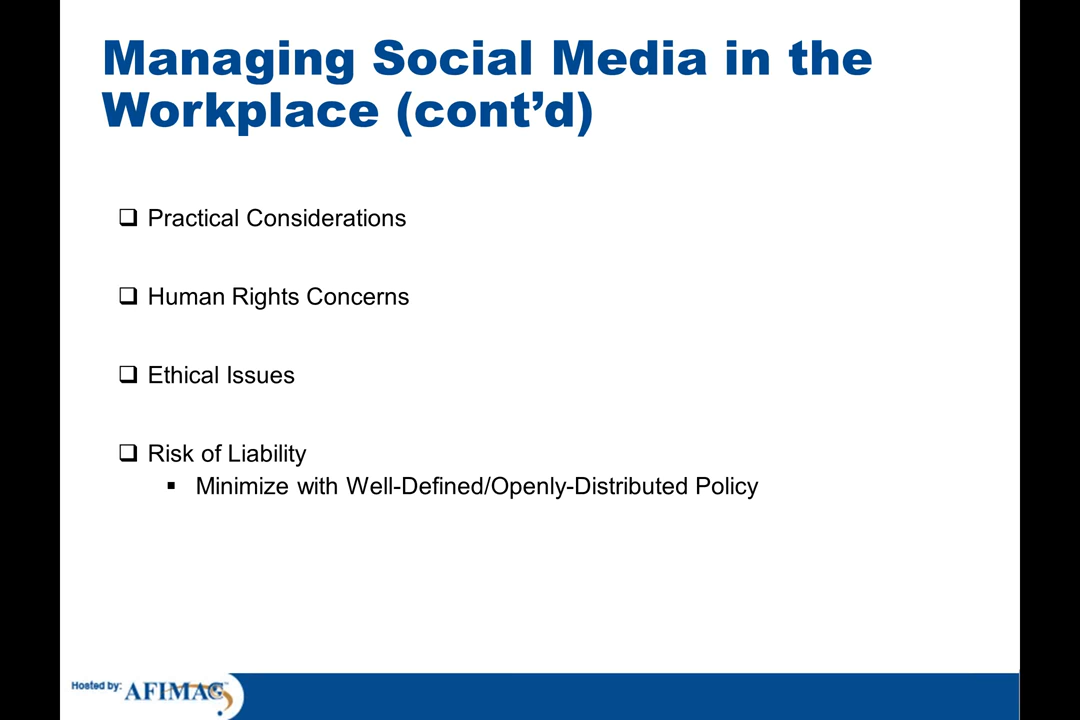 Managing Social Media in the
Workplace (cont’d)
Practical Considerations
Human Rights Concerns
Ethical Issues
Risk of Liability
Minimize with Well-Defined/Openly-Distributed Policy
Hosted by: AFIMAC™